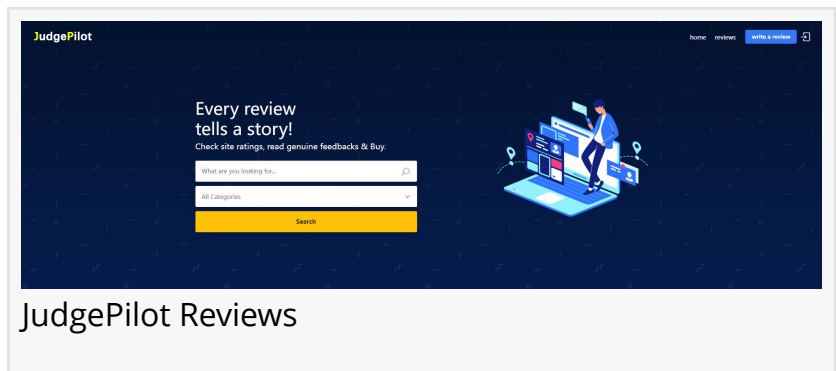 JudgePilot
home reviews write a review
Every review
tells a story!
Check site ratings, read genuine feedbacks & Buy.
What are you looking for...
All Categories
Search
JudgePilot Reviews